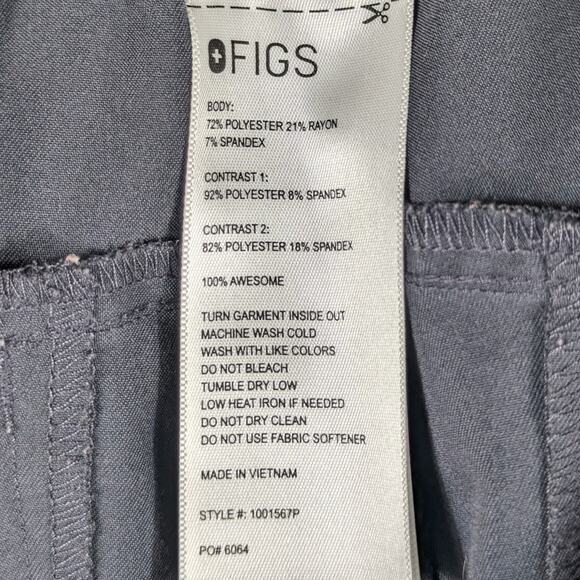 FIGS
BODY:
72% POLYESTER 21% RAYON
7% SPANDEX
CONTRAST 1:
92% POLYESTER 8% SPANDEX
CONTRAST 2:
82% POLYESTER 18% SPANDEX
100% AWESOME
TURN GARMENT INSIDE OUT
MACHINE WASH COLD
WASH WITH LIKE COLORS
DO NOT BLEACH
TUMBLE DRY LOW
LOW HEAT IRON IF NEEDED
DO NOT DRY CLEAN
DO NOT USE FABRIC SOFTENER
MADE IN VIETNAM
STYLE #: 1001567P
PO# 6064